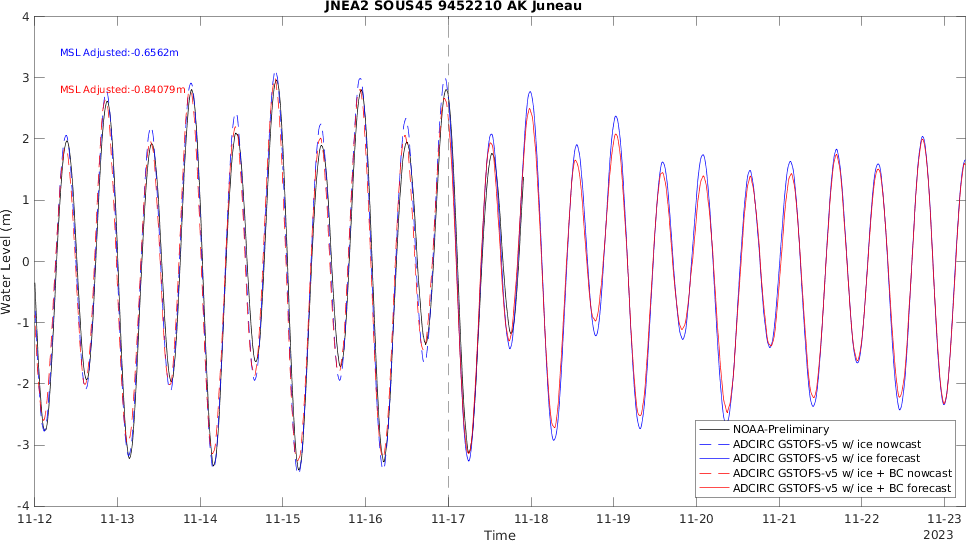 JNEA2 SOUS45 9452210 AK Juneau
4
3
2
1
0
-1
-2
-3
-4
Water Level (m)
MSL Adjusted:-0.6562m
MSL Adjusted:-0.84079m
NOAA-Preliminary
ADCIRC GSTOFS-v5 w/ ice nowcast
ADCIRC GSTOFS-v5 w/ ice forecast
ADCIRC GSTOFS-v5 w/ ice + BC nowcast
ADCIRC GSTOFS-v5 w/ ice + BC forecast
11-12 11-13 11-14 11-15 11-16 11-17 11-18 11-19 11-20 11-21 11-22 11-23
Time
2023